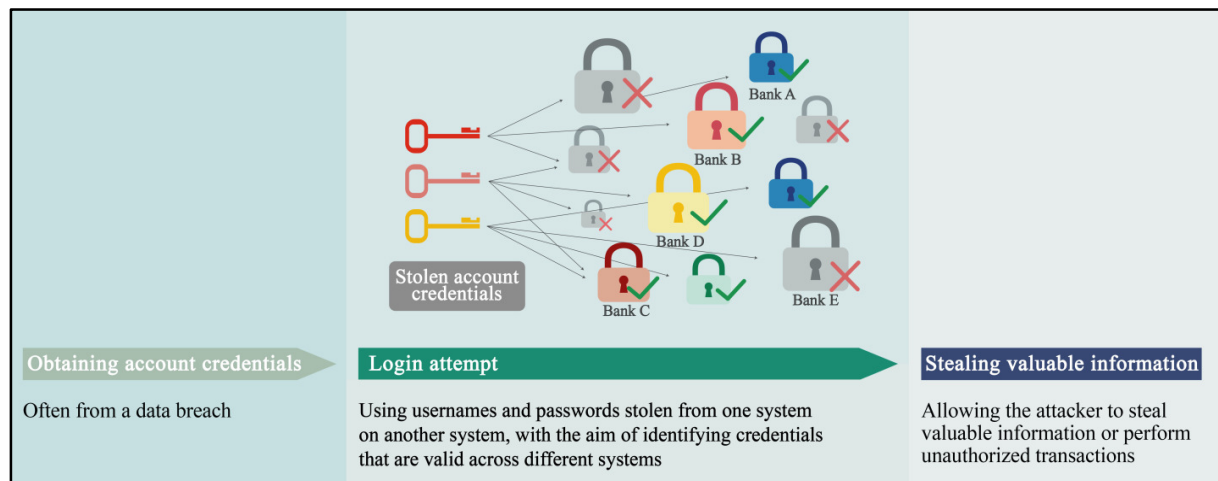 Bank A
Bank B
Bank D
Stolen account
credentials
Bank C
Bank E
Obtaining account credentials
Login attempt
Stealing valuable information
Often from a data breach
Using usernames and passwords stolen from one system
on another system, with the aim of identifying credentials
that are valid across different systems
Allowing the attacker to steal
valuable information or perform
unauthorized transactions